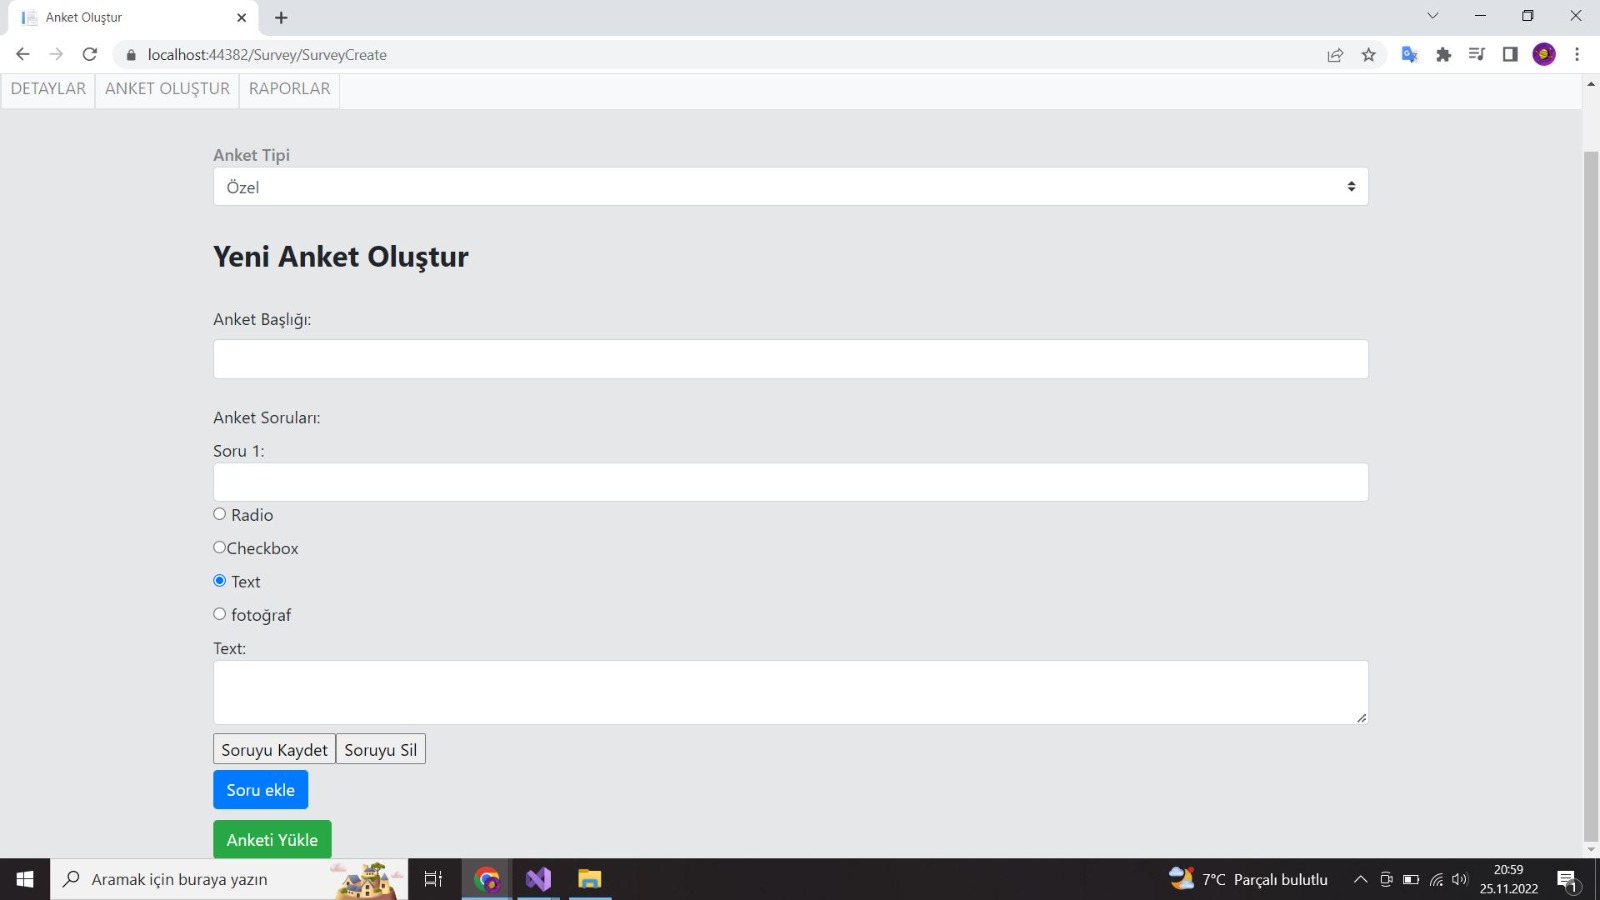 Anket Oluştur
localhost:44382/Survey/SurveyCreate
DETAYLAR ANKET OLUŞTUR RAPORLAR
Anket Tipi
Özel
Yeni Anket Oluştur
Anket Başlığı:
Anket Soruları:
Soru 1:
Radio
Checkbox
Text
fotoğraf
Text:
Soruyu Kaydet Soruyu Sil
Soru ekle
Anketi Yükle
Aramak için buraya yazın
7°C Parçalı bulutlu
20:59
25.11.2022
1